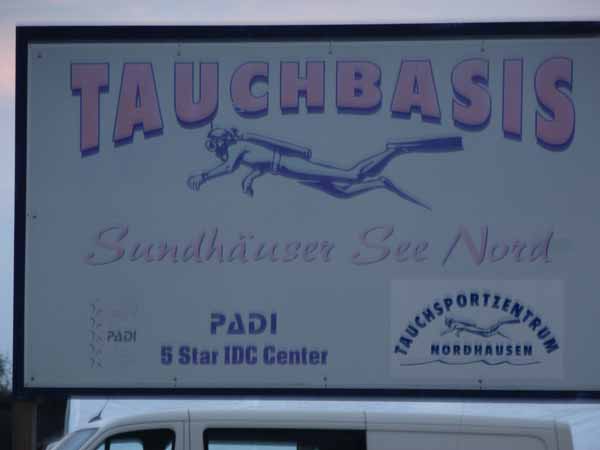 TAUCHBASIS
Sundhäuser See Nord
PADI
PADI
5 Star IDC Center
TAUCHSPORTZENTRUM
NORDHAUSEN